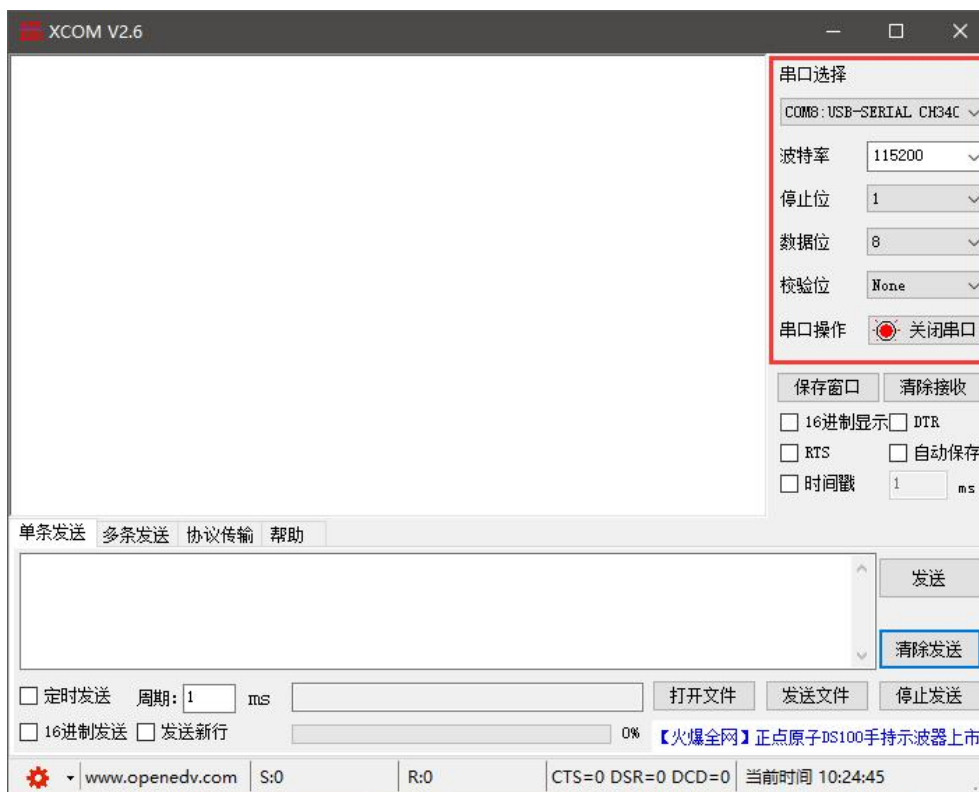 XCOM V2.6
串口选择
COM8:USB-SERIAL CH34C
波特率 115200
停止位 1
数据位 8
校验位 None
串口操作 关闭串口
保存窗口 清除接收
16进制显示 DTR
RTS 自动保存
时间戳 1 ms
单条发送 多条发送 协议传输 帮助
发送
清除发送
定时发送 周期: 1 ms 打开文件 发送文件 停止发送
16进制发送 发送新行 0% 【火爆全网】正点原子DS100手持示波器上市
www.openedv.com S:0 R:0 CTS=0 DSR=0 DCD=0 当前时间 10:24:45